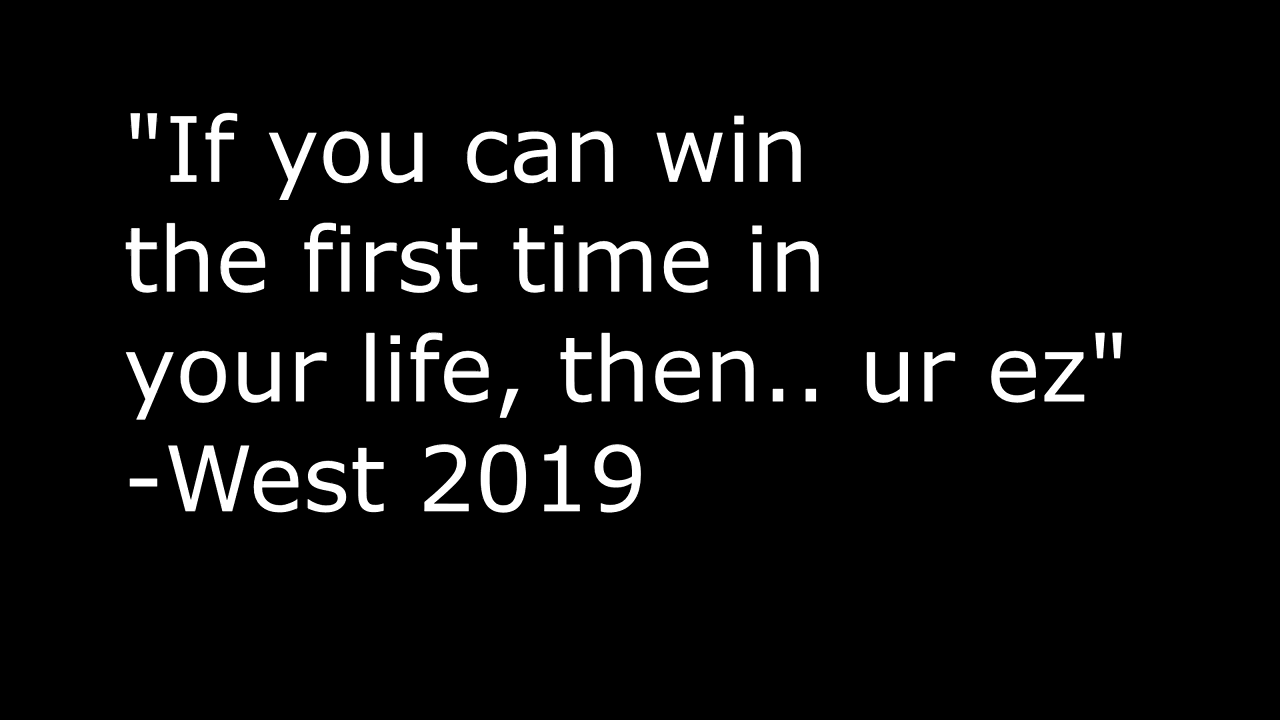 "If you can win
the first time in
your life, then.. ur ez"
-West 2019